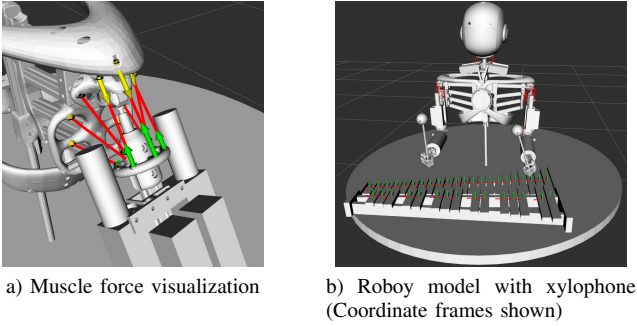 a) Muscle force visualization
b) Roboy model with xylophone
(Coordinate frames shown)